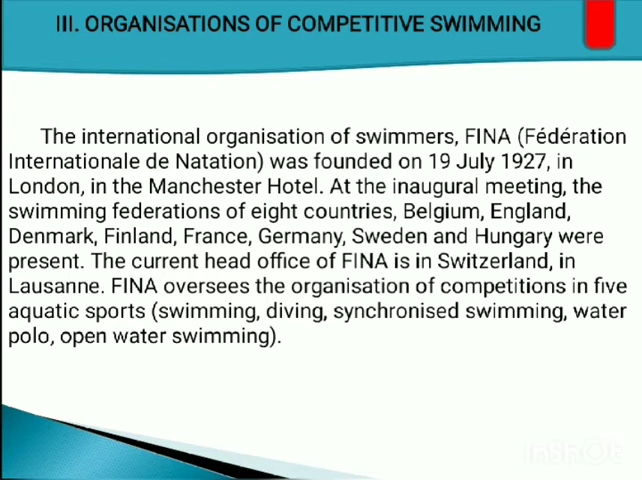 III. ORGANISATIONS OF COMPETITIVE SWIMMING
The international organisation of swimmers, FINA (Fédération
Internationale de Natation) was founded on 19 July 1927, in
London, in the Manchester Hotel. At the inaugural meeting, the
swimming federations of eight countries, Belgium, England,
Denmark, Finland, France, Germany, Sweden and Hungary were
present. The current head office of FINA is in Switzerland, in
Lausanne. FINA oversees the organisation of competitions in five
aquatic sports (swimming, diving, synchronised swimming, water
polo, open water swimming).
InShOt